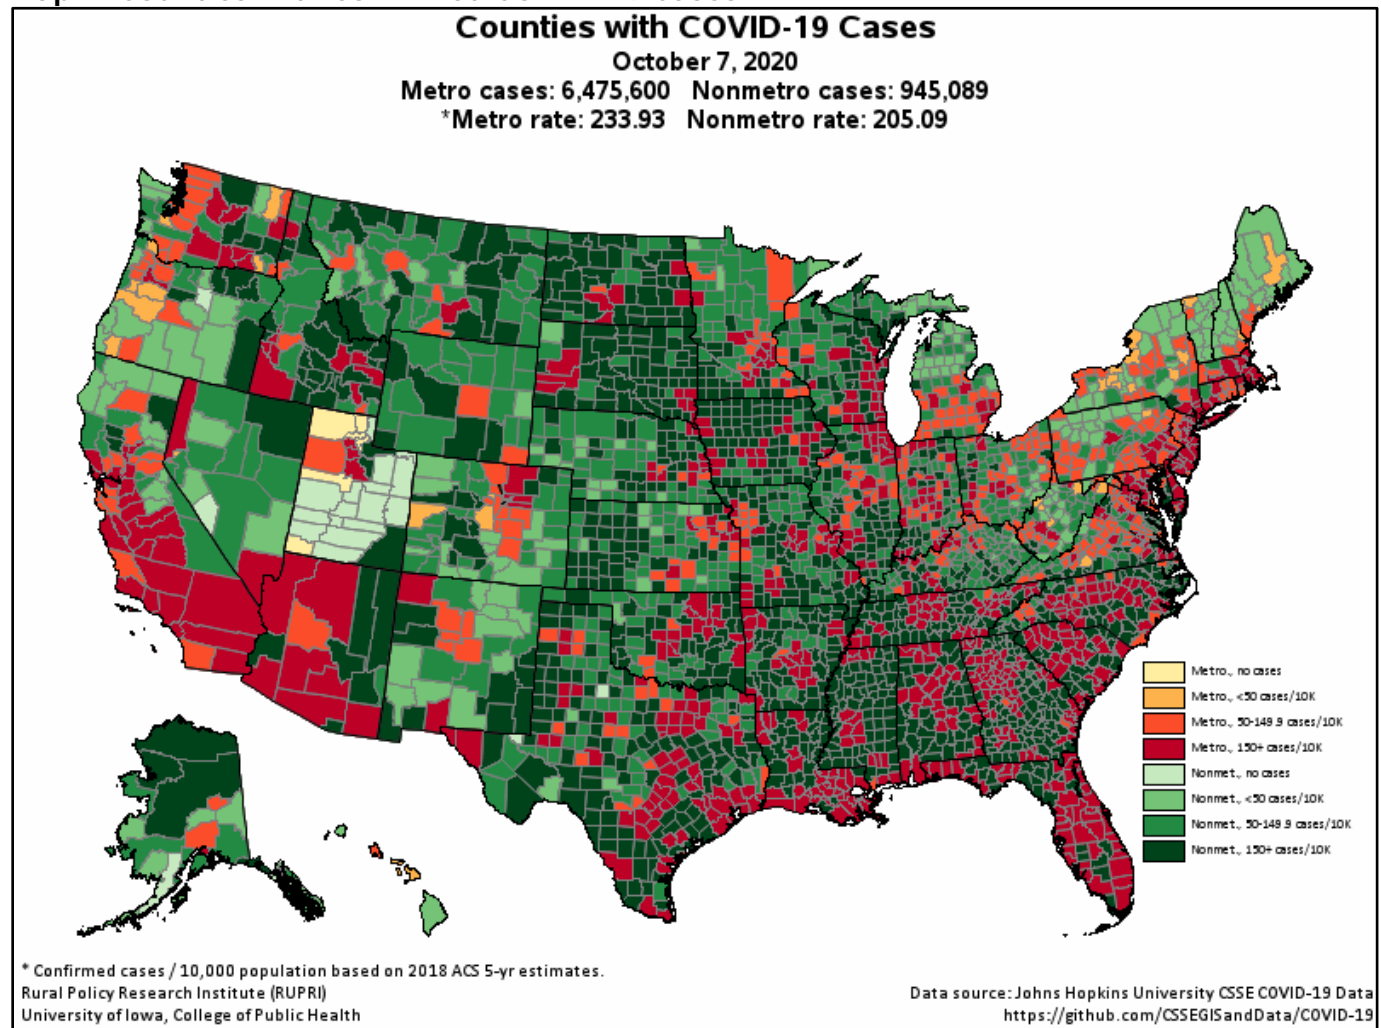 Counties with COVID-19 Cases
October 7, 2020
Metro cases: 6,475,600 Nonmetro cases: 945,089
*Metro rate: 233.93 Nonmetro rate: 205.09
Metro., no cases
Metro., <50 cases/10K
Metro., 50-149.9 cases/10K
Metro., 150+ cases/10K
Nonmet., no cases
Nonmet., <50 cases/10K
Nonmet., 50-149.9 cases/10K
Nonmet., 150+ cases/10K
* Confirmed cases / 10,000 population based on 2018 ACS 5-yr estimates.
Rural Policy Research Institute (RUPRI)
University of Iowa, College of Public Health
Data source: Johns Hopkins University CSSE COVID-19 Data
https://github.com/CSSEGISandData/COVID-19